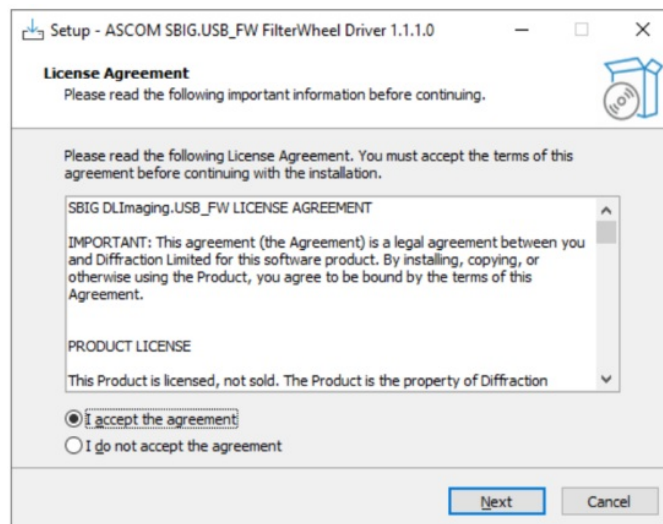 Setup - ASCOM SBIG.USB_FW FilterWheel Driver 1.1.1.0
License Agreement
Please read the following important information before continuing.
Please read the following License Agreement. You must accept the terms of this
agreement before continuing with the installation.
SBIG DLImaging.USB_FW LICENSE AGREEMENT
IMPORTANT: This agreement (the Agreement) is a legal agreement between you
and Diffraction Limited for this software product. By installing, copying, or
otherwise using the Product, you agree to be bound by the terms of this
Agreement.
PRODUCT LICENSE
This Product is licensed, not sold. The Product is the property of Diffraction
I accept the agreement
I do not accept the agreement
Next
Cancel